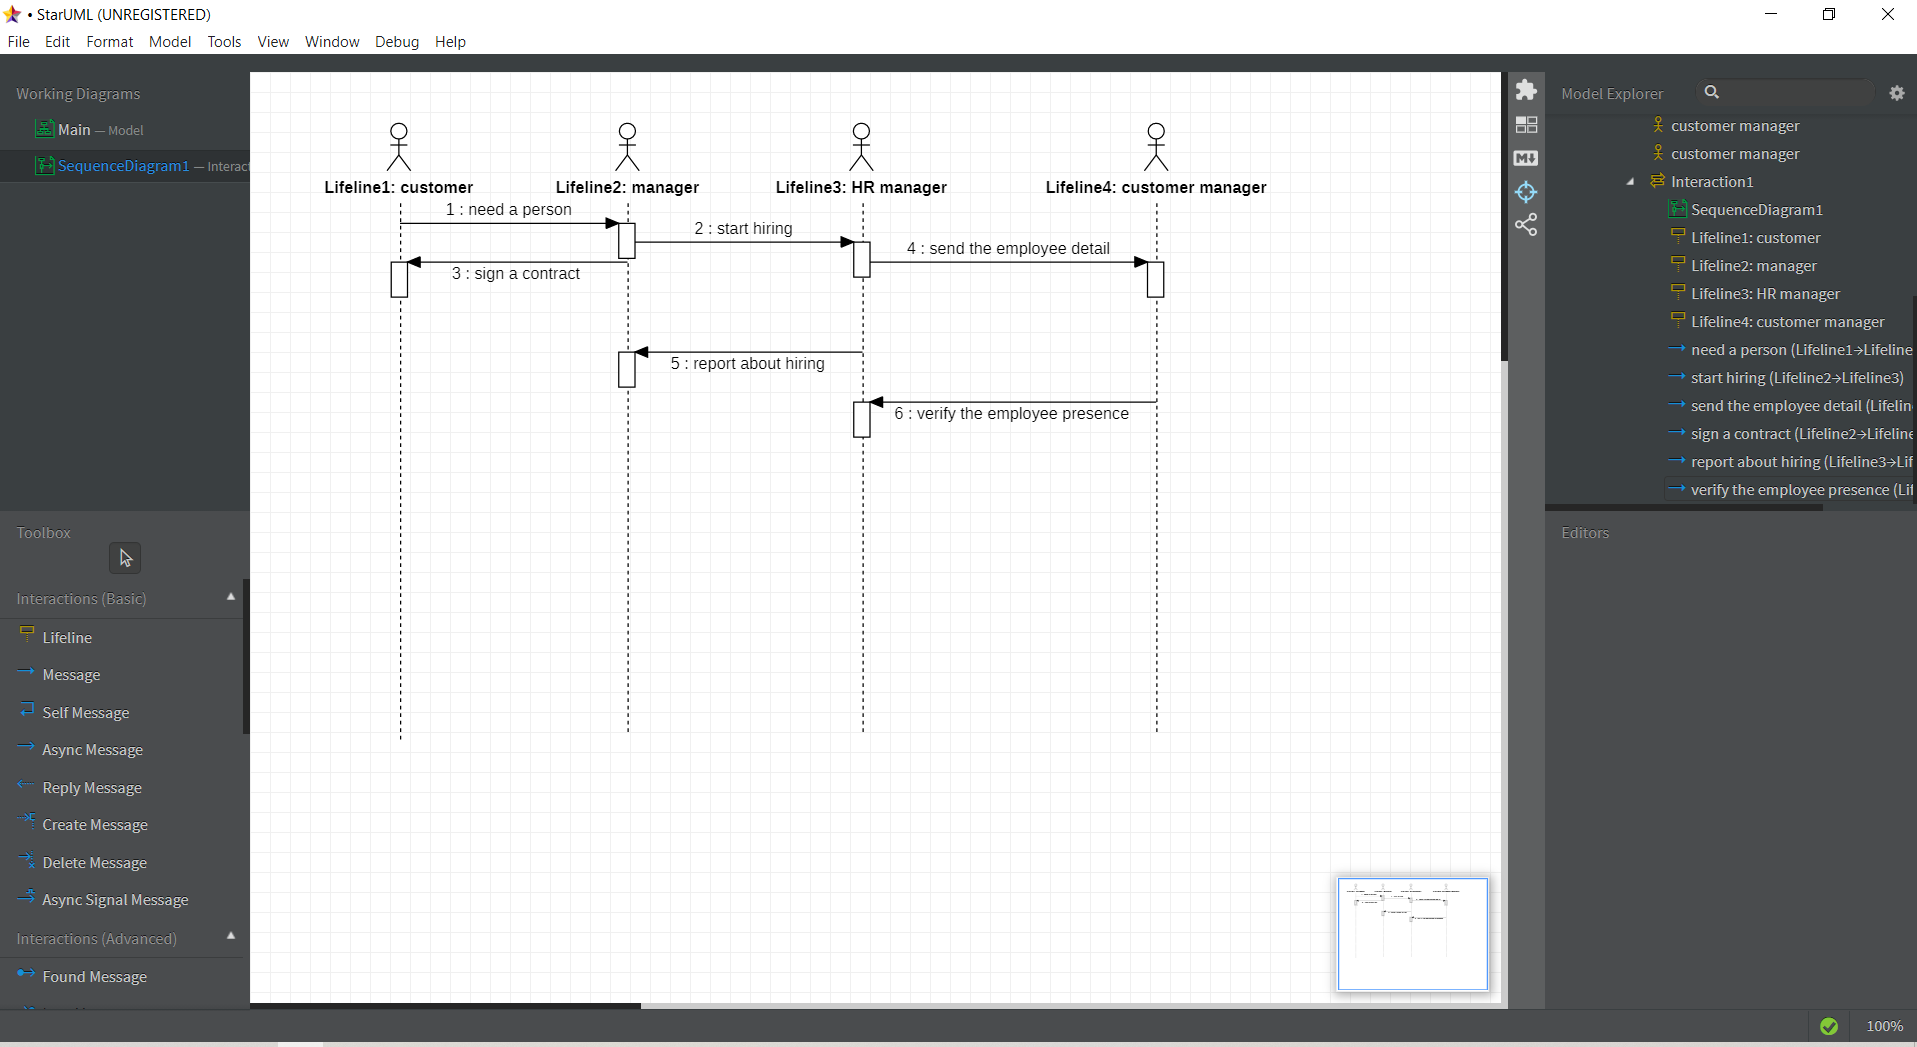 • StarUML (UNREGISTERED)
File Edit Format Model Tools View Window Debug Help
Working Diagrams
Main — Model
SequenceDiagram1 — Interact
Toolbox
Interactions (Basic)
Lifeline
Message
Self Message
Async Message
Reply Message
Create Message
Delete Message
Async Signal Message
Interactions (Advanced)
Found Message
Lifeline1: customer
Lifeline2: manager
Lifeline3: HR manager
Lifeline4: customer manager
1 : need a person
2 : start hiring
4 : send the employee detail
3 : sign a contract
5 : report about hiring
6 : verify the employee presence
Model Explorer
customer manager
customer manager
Interaction1
SequenceDiagram1
Lifeline1: customer
Lifeline2: manager
Lifeline3: HR manager
Lifeline4: customer manager
need a person (Lifeline1→Lifeline
start hiring (Lifeline2→Lifeline3)
send the employee detail (Lifelin
sign a contract (Lifeline2→Lifeline
report about hiring (Lifeline3→Lif
verify the employee presence (Lif
Editors
100%